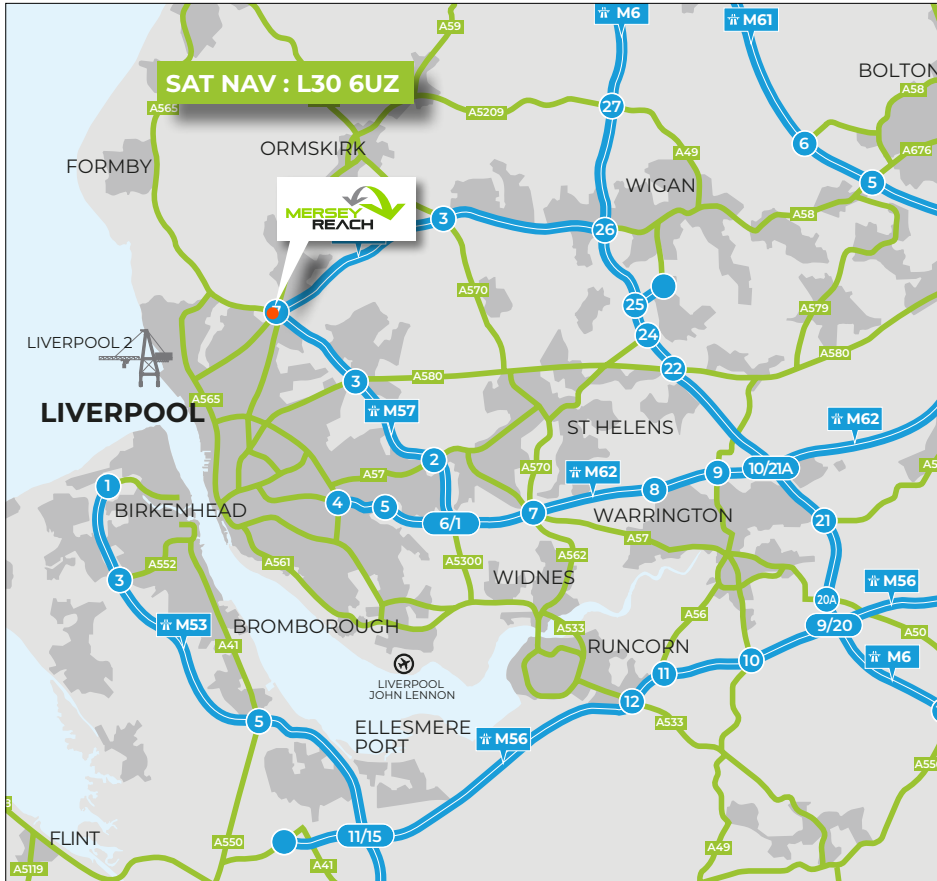 M6
M61
A59
BOLTON
SAT NAV : L30 6UZ
A58
A565
A5209
27
6
ORMSKIRK
A49
A676
FORMBY
5
WIGAN
MERSEY
REACH
3
A58
26
A570
25
A579
7
24
LIVERPOOL 2
A580
22
3
A580
A565
LIVERPOOL
M57
M62
ST HELENS
2
A57
A570
M62
9
10/21A
1
8
4
5
BIRKENHEAD
6/1
7
WARRINGTON
21
A57
A552
A561
A5300
A562
3
WIDNES
M56
20A
M53
BROMBOROUGH
A56
9/20
A533
A50
A41
RUNCORN
M6
LIVERPOOL
JOHN LENNON
11
10
12
5
ELLESMERE
PORT
A533
M56
11/15
FLINT
A550
A49
A5119
A41